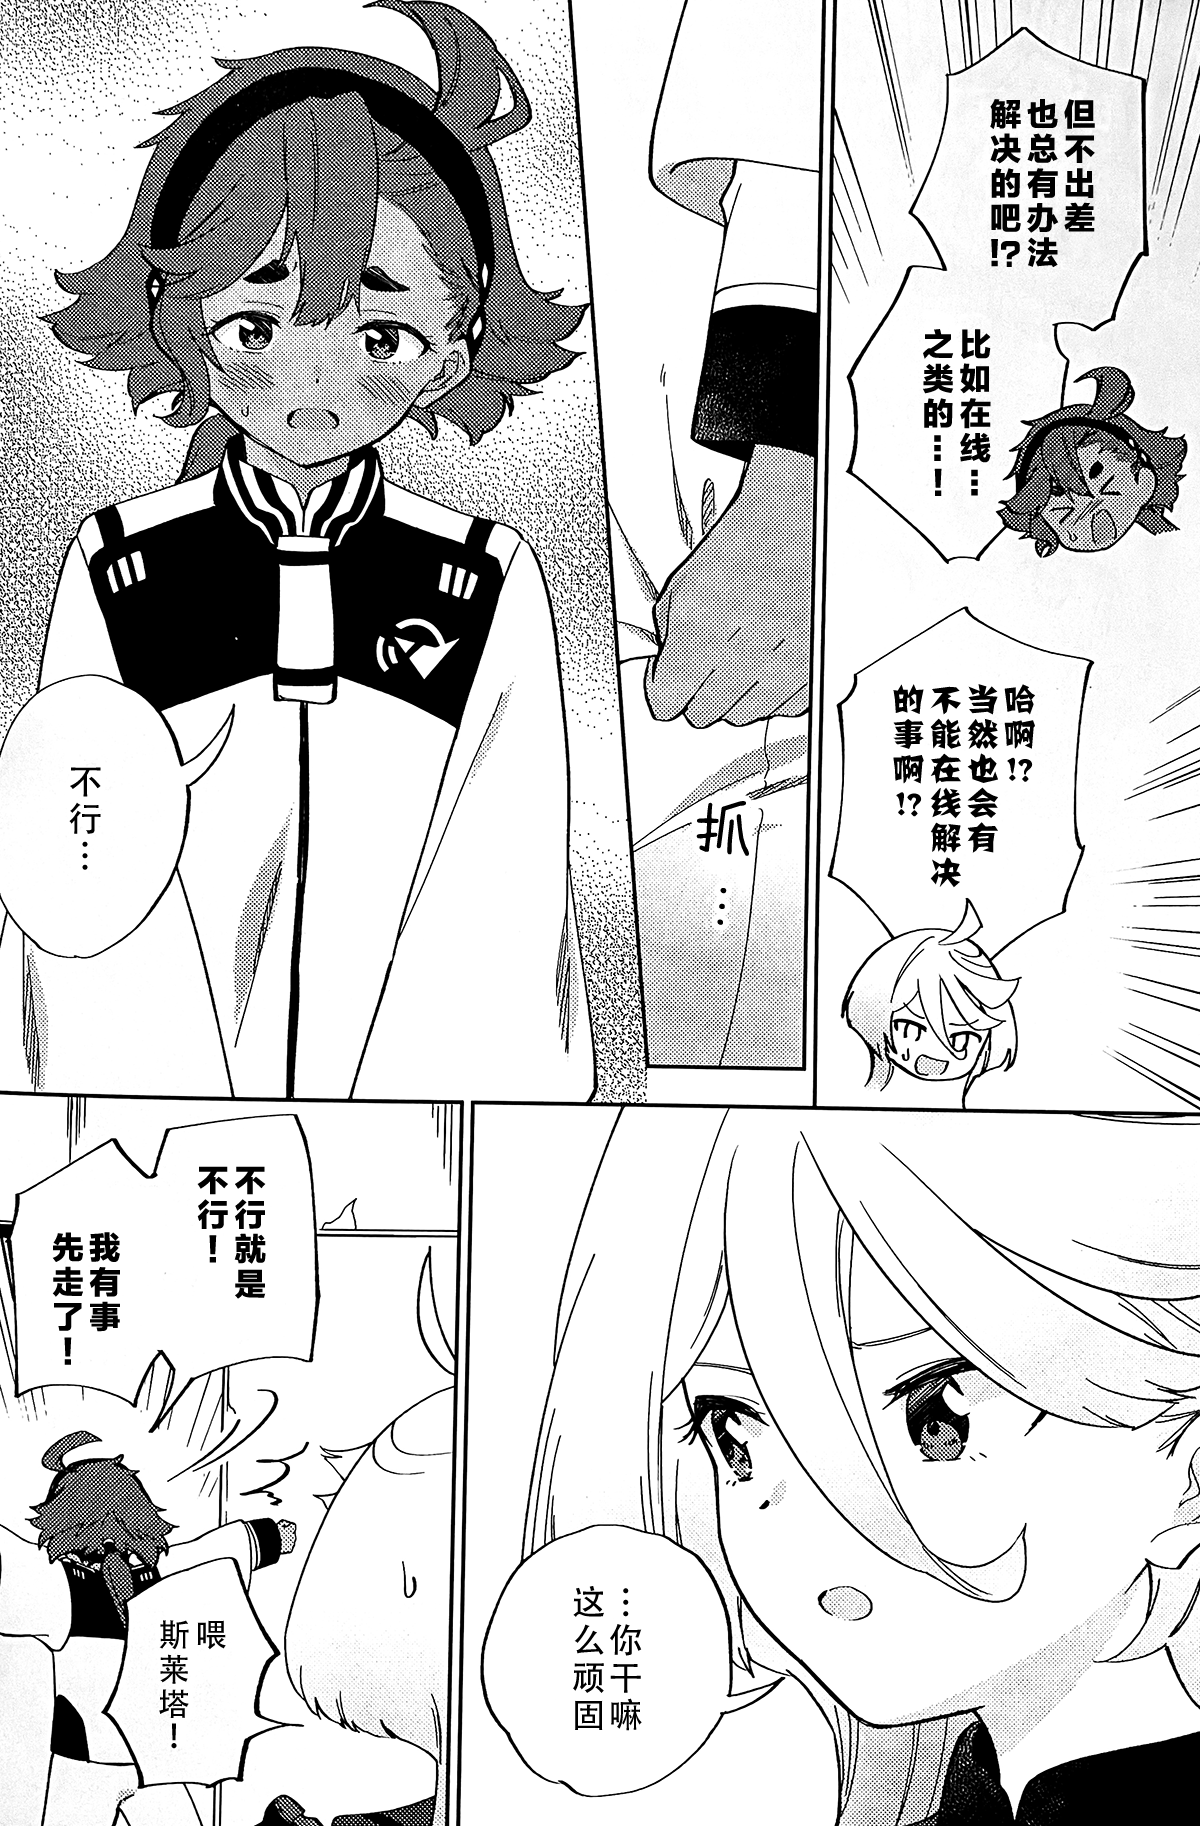 但不出差
也总有办法
解决的吧!?
比如在线…
之类的…!
哈啊!?
当然也会有
不能在线解决
的事啊!?
抓
…
不行…
…你干嘛
这么顽固
不行就是
不行!
我有事
先走了!
喂
斯莱塔!